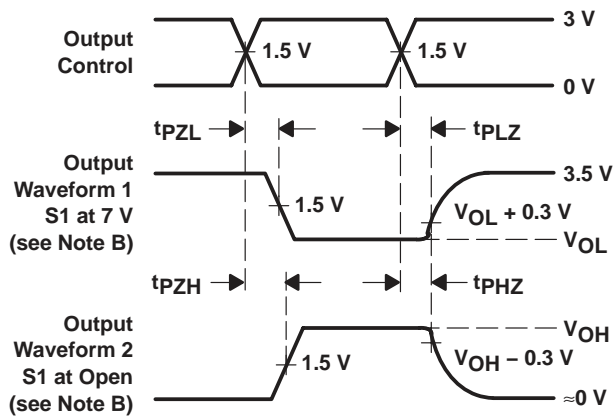 Output
Control
1.5 V
1.5 V
3 V
0 V
tPZL
tPLZ
Output
Waveform 1
S1 at 7 V
(see Note B)
1.5 V
3.5 V
VOL + 0.3 V
VOL
tPZH
tPHZ
Output
Waveform 2
S1 at Open
(see Note B)
1.5 V
VOH
VOH – 0.3 V
≈0 V